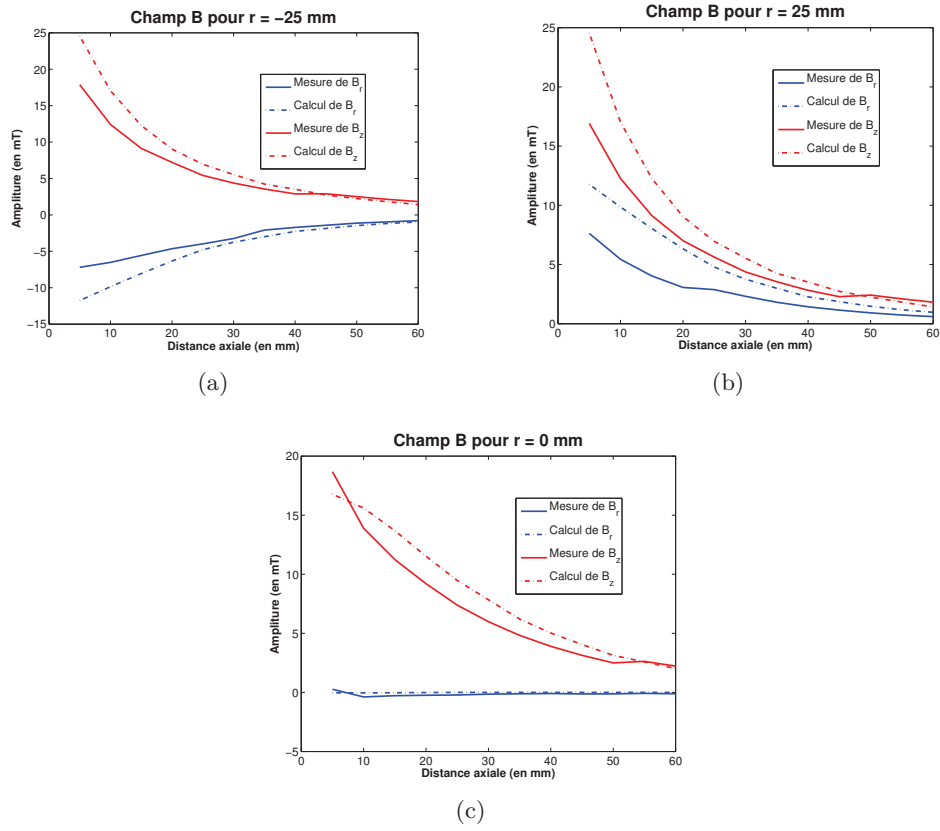 Champ B pour r = −25 mm
25
20
15
10
5
0
−5
−10
−15
0
10
20
30
40
50
60
Ampliture (en mT)
Distance axiale (en mm)
Mesure de B_r
Calcul de B_r
Mesure de B_z
Calcul de B_z
(a)
Champ B pour r = 25 mm
25
20
15
10
5
0
0
10
20
30
40
50
60
Ampliture (en mT)
Distance axiale (en mm)
Mesure de B_r
Calcul de B_r
Mesure de B_z
Calcul de B_z
(b)
Champ B pour r = 0 mm
20
15
10
5
0
−5
0
10
20
30
40
50
60
Ampliture (en mT)
Distance axiale (en mm)
Mesure de B_r
Calcul de B_r
Mesure de B_z
Calcul de B_z
(c)